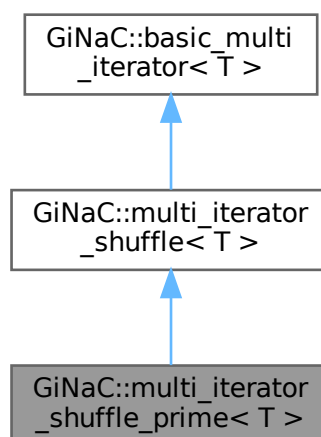 GiNaC::basic_multi
_iterator< T >
GiNaC::multi_iterator
_shuffle< T >
GiNaC::multi_iterator
_shuffle_prime< T >